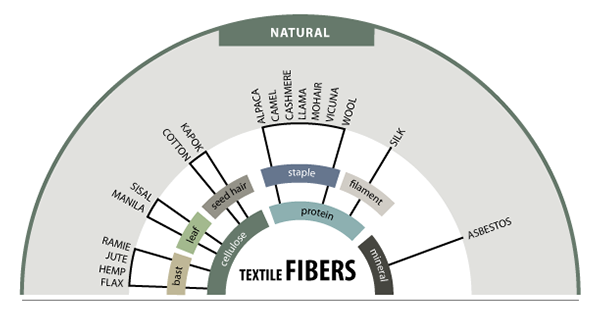 NATURAL
ALPACA
CAMEL
CASHMERE
LLAMA
MOHAIR
VICUNA
WOOL
KAPOK
COTTON
SILK
staple
seed hair
filament
SISAL
MANILA
protein
leaf
cellulose
ASBESTOS
RAMIE
JUTE
HEMP
FLAX
bast
mineral
TEXTILE FIBERS